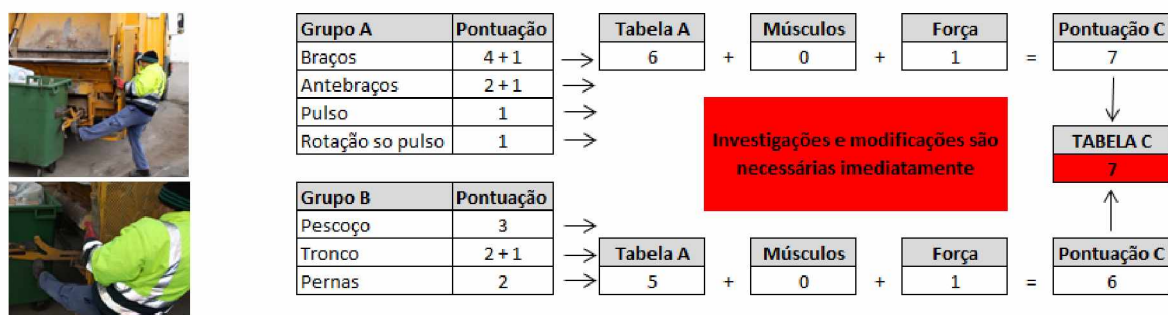 Grupo A Pontuação
Braços 4 + 1
Antebraços 2 + 1
Pulso 1
Rotação so pulso 1
Tabela A + Músculos + Força = Pontuação C
6 + 0 + 1 = 7
Investigações e modificações são
necessárias imediatamente
TABELA C
7
Grupo B Pontuação
Pescoço 3
Tronco 2 + 1
Pernas 2
Tabela A Músculos Força Pontuação C
5 + 0 + 1 = 6